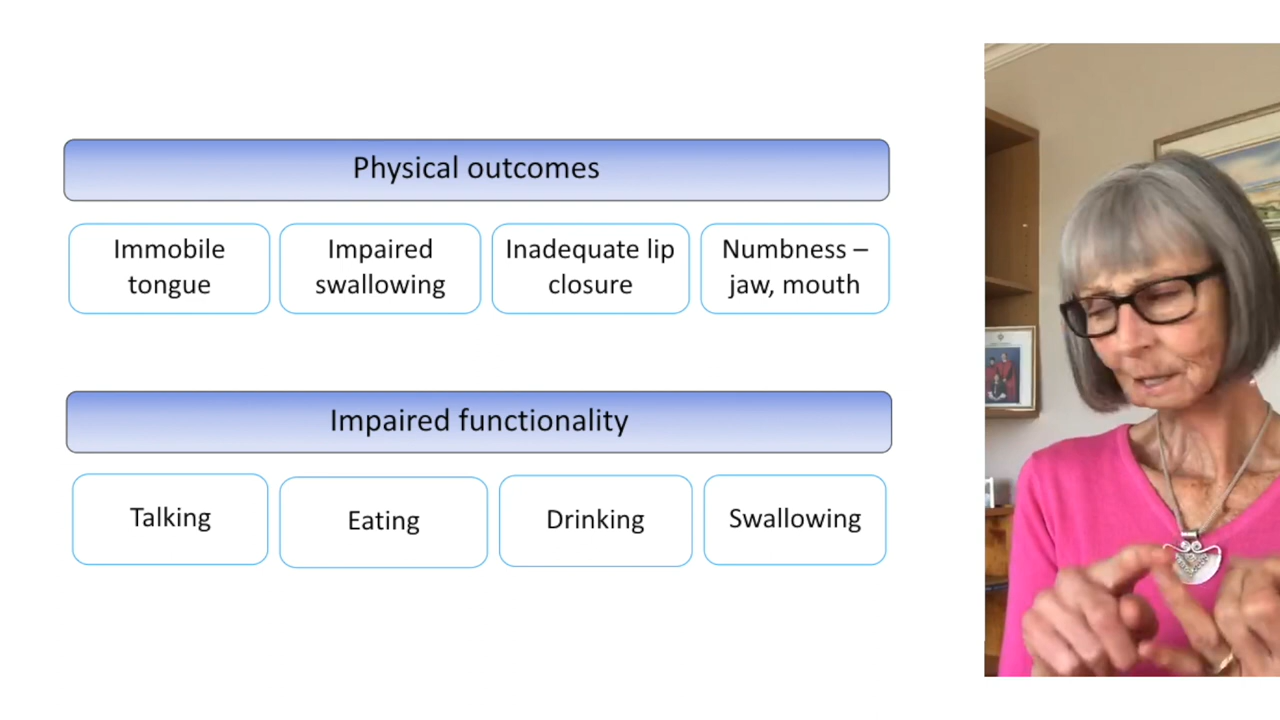 Physical outcomes
Immobile
tongue
Impaired
swallowing
Inadequate lip
closure
Numbness –
jaw, mouth
Impaired functionality
Talking
Eating
Drinking
Swallowing